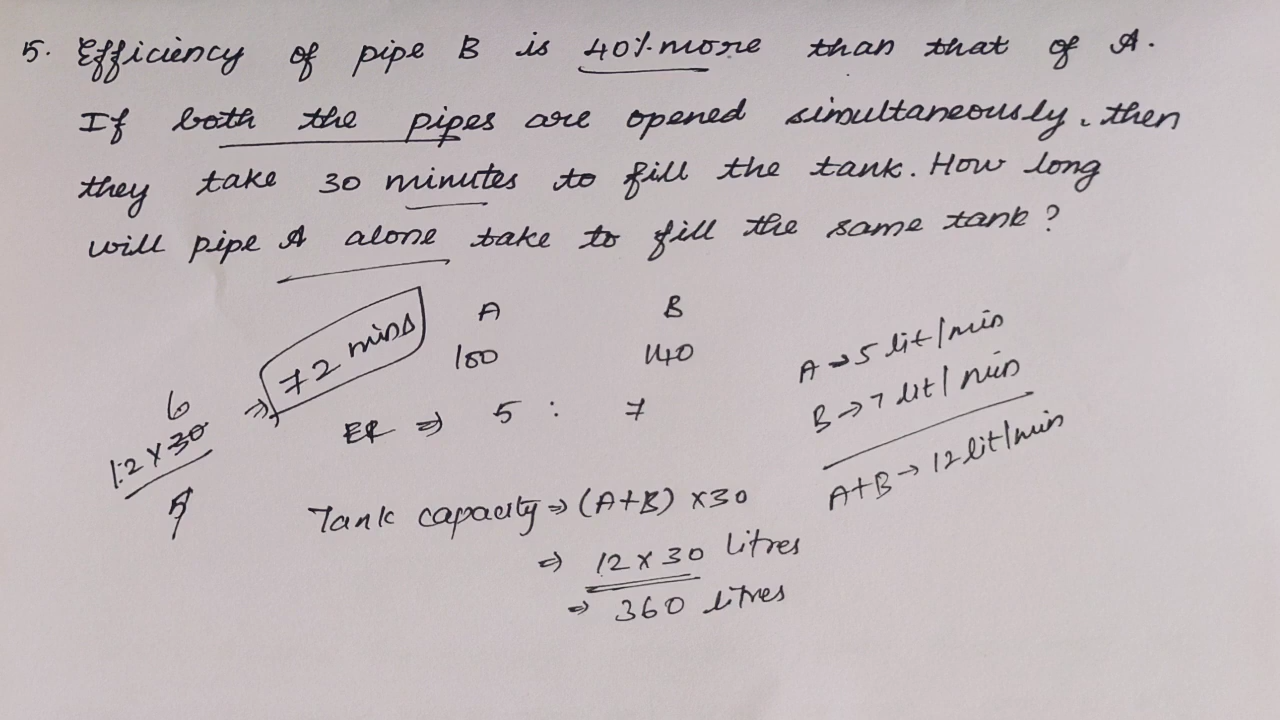 5. Efficiency of pipe B is 40% more than that of A.
If both the pipes are opened simultaneously, then
they take 30 minutes to fill the tank. How long
will pipe A alone take to fill the same tank?
A B
100 140
ER ⇒ 5 : 7
A → 5 lit/min
B → 7 lit/min
A+B → 12 lit/min
Tank capacity ⇒ (A+B) × 30
⇒ 12 × 30 litres
⇒ 360 litres
6
12 × 30
5
⇒ 72 mins